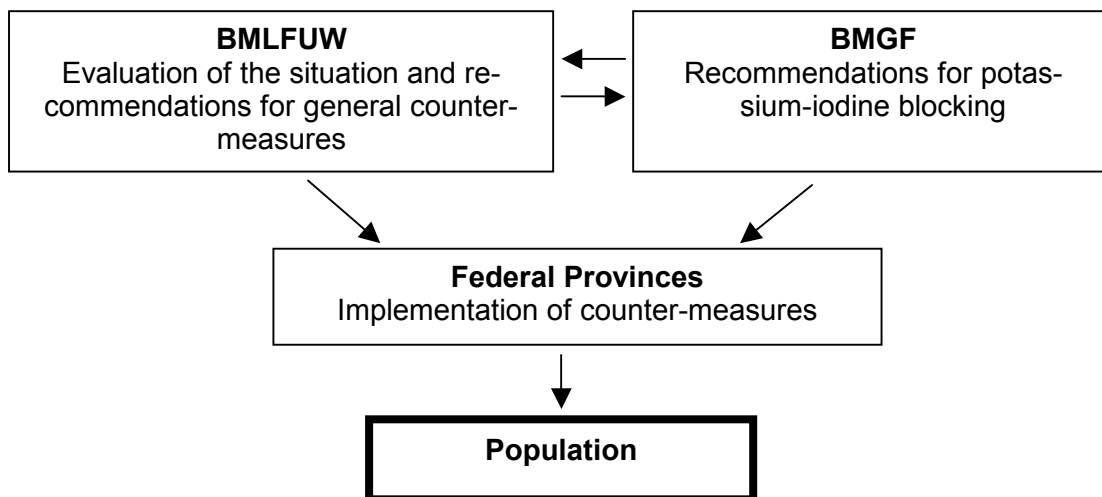 BMLFUW
Evaluation of the situation and re-
commendations for general counter-
measures
BMGF
Recommendations for potas-
sium-iodine blocking
Federal Provinces
Implementation of counter-measures
Population